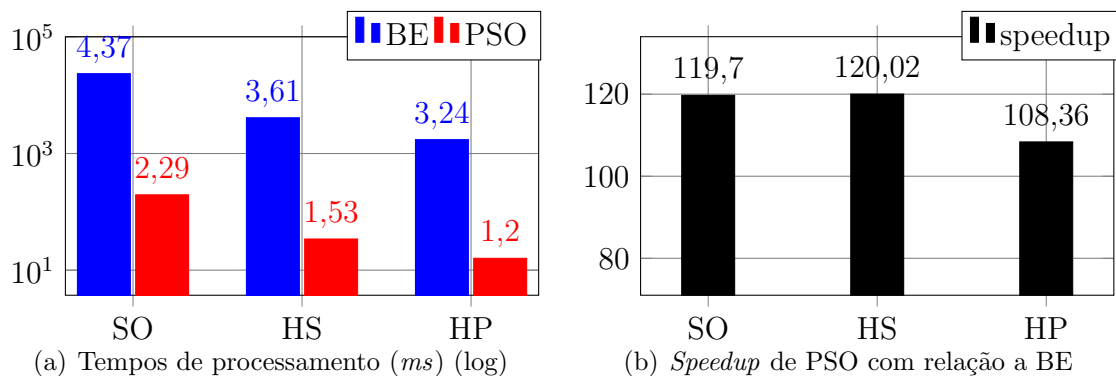 10^5
10^3
10^1
BE PSO
4,37
3,61
3,24
2,29
1,53
1,2
SO HS HP
(a) Tempos de processamento (ms) (log)
speedup
120
100
80
119,7
120,02
108,36
SO HS HP
(b) Speedup de PSO com relação a BE